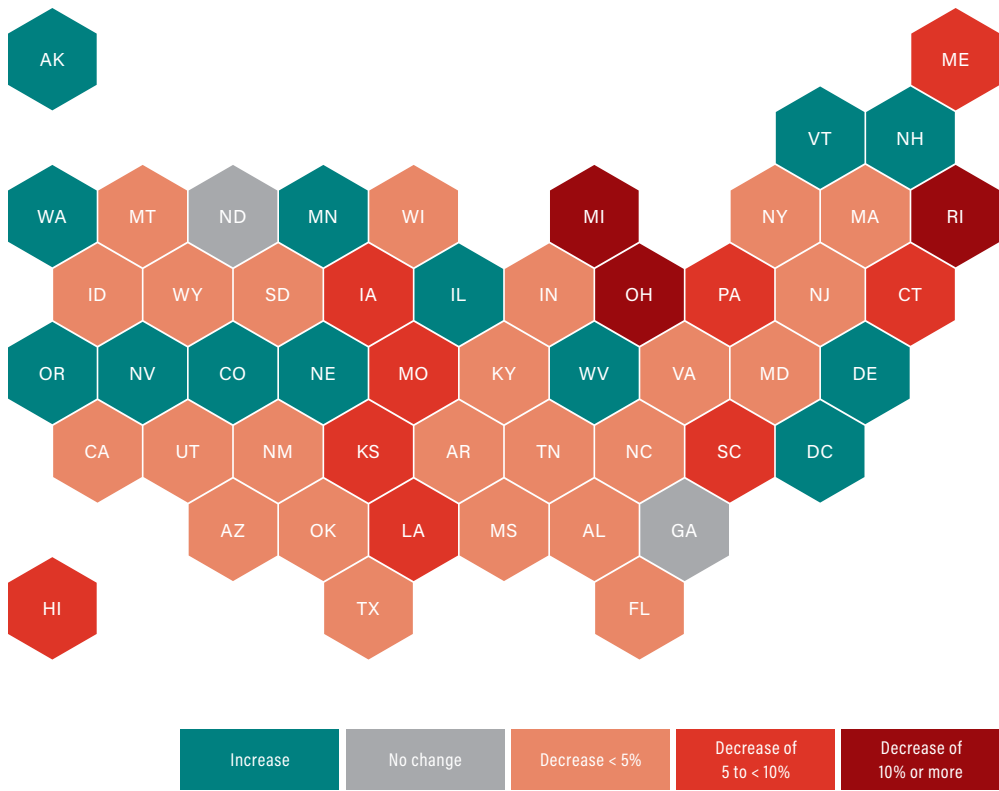 AK
ME
VT
NH
WA
MT
ND
MN
WI
MI
NY
MA
RI
ID
WY
SD
IA
IL
IN
OH
PA
NJ
CT
OR
NV
CO
NE
MO
KY
WV
VA
MD
DE
CA
UT
NM
KS
AR
TN
NC
SC
DC
AZ
OK
LA
MS
AL
GA
HI
TX
FL
Increase
No change
Decrease < 5%
Decrease of
5 to < 10%
Decrease of
10% or more